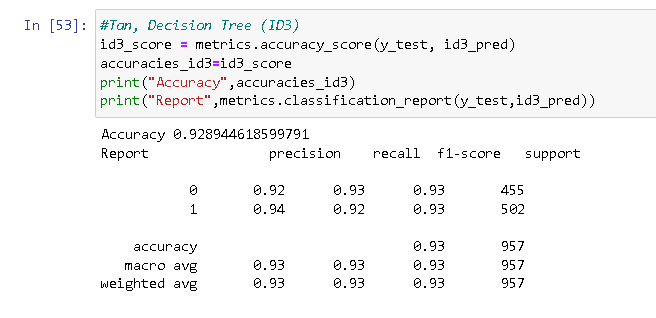 In [53]: #Tan, Decision Tree (ID3)
id3_score = metrics.accuracy_score(y_test, id3_pred)
accuracies_id3=id3_score
print("Accuracy",accuracies_id3)
print("Report",metrics.classification_report(y_test,id3_pred))
Accuracy 0.928944618599791
Report precision recall f1-score support
0 0.92 0.93 0.93 455
1 0.94 0.92 0.93 502
accuracy 0.93 957
macro avg 0.93 0.93 0.93 957
weighted avg 0.93 0.93 0.93 957